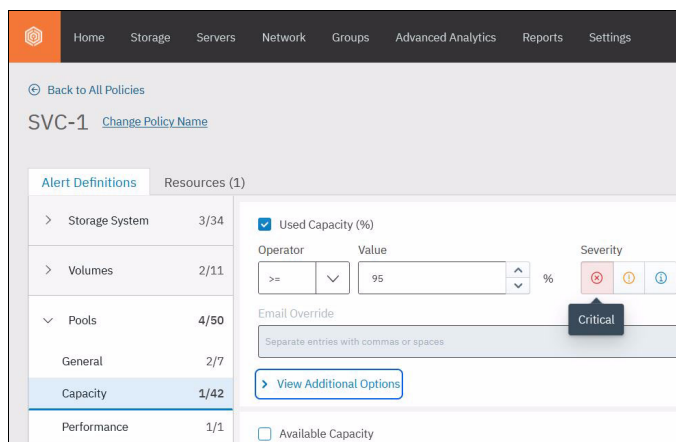 Home Storage Servers Network Groups Advanced Analytics Reports Settings
Back to All Policies
SVC-1 Change Policy Name
Alert Definitions Resources (1)
Storage System 3/34
Volumes 2/11
Pools 4/50
General 2/7
Capacity 1/42
Performance 1/1
Used Capacity (%)
Operator Value Severity
>= 95 %
Critical
Email Override
Separate entries with commas or spaces
View Additional Options
Available Capacity